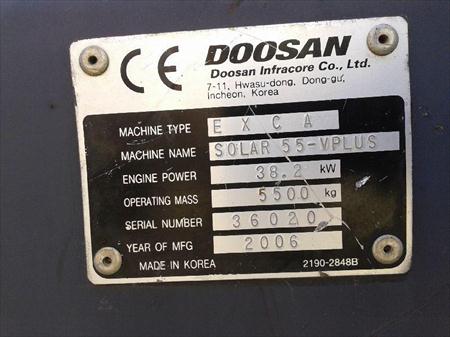 CE DOOSAN
Doosan Infracore Co., Ltd.
7-11, Hwasu-dong, Dong-gu,
Incheon, Korea
MACHINE TYPE EXCA
MACHINE NAME SOLAR 55-VPLUS
ENGINE POWER 38.2 kW
OPERATING MASS 5500 kg
SERIAL NUMBER 36020
YEAR OF MFG 2006
MADE IN KOREA 2190-2848B